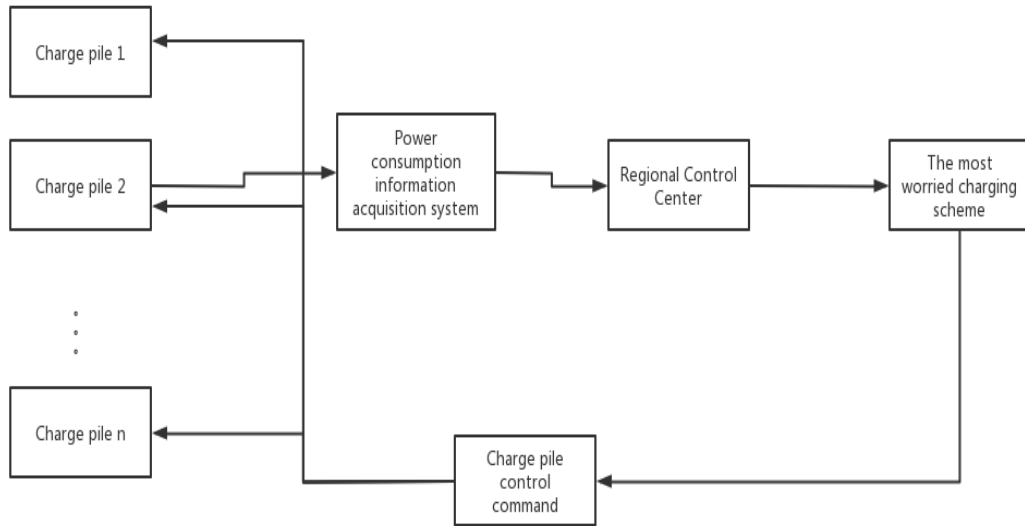 Charge pile 1
Charge pile 2
Charge pile n
Power
consumption
information
acquisition system
Regional Control
Center
The most
worried charging
scheme
Charge pile
control
command